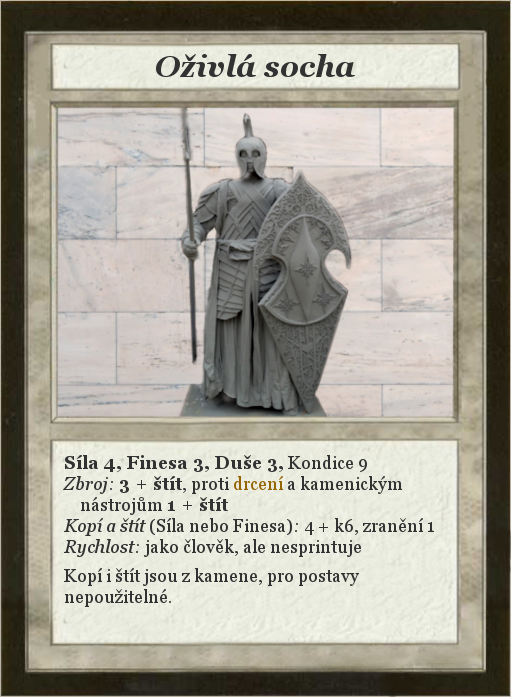 Oživlá socha
Síla 4, Finesa 3, Duše 3, Kondice 9
Zbroj: 3 + štít, proti drcení a kamenickým
nástrojům 1 + štít
Kopí a štít (Síla nebo Finesa): 4 + k6, zranění 1
Rychlost: jako člověk, ale nesprintuje
Kopí i štít jsou z kamene, pro postavy
nepoužitelné.